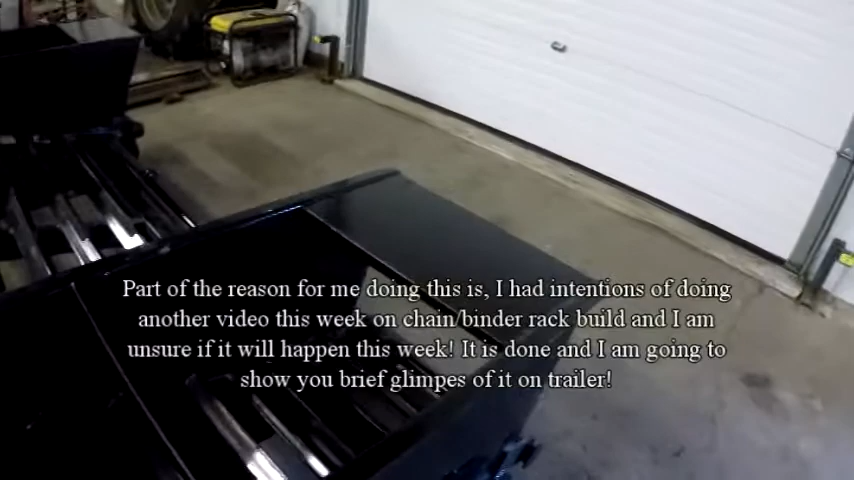 Part of the reason for me doing this is, I had intentions of doing
another video this week on chain/binder rack build and I am
unsure if it will happen this week! It is done and I am going to
show you brief glimpes of it on trailer!